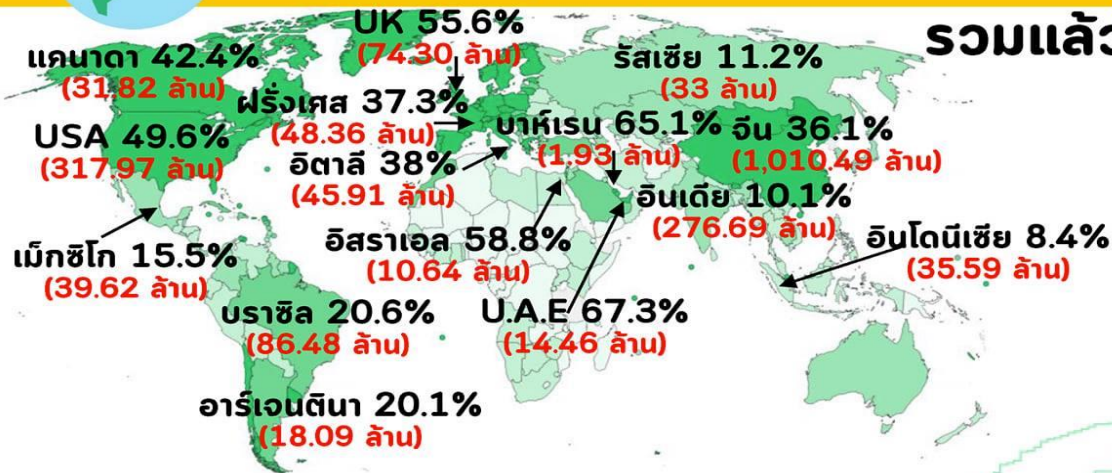 รวมแล้ว
UK 55.6%
(74.30 ล้าน)
แคนาดา 42.4%
(31.82 ล้าน)
รัสเซีย 11.2%
(33 ล้าน)
ฝรั่งเศส 37.3%
(48.36 ล้าน)
USA 49.6%
(317.97 ล้าน)
บาห์เรน 65.1%
(1.93 ล้าน)
จีน 36.1%
(1,010.49 ล้าน)
อิตาลี 38%
(45.91 ล้าน)
อินเดีย 10.1%
(276.69 ล้าน)
เม็กซิโก 15.5%
(39.62 ล้าน)
อิสราเอล 58.8%
(10.64 ล้าน)
อินโดนีเซีย 8.4%
(35.59 ล้าน)
บราซิล 20.6%
(86.48 ล้าน)
U.A.E 67.3%
(14.46 ล้าน)
อาร์เจนตินา 20.1%
(18.09 ล้าน)